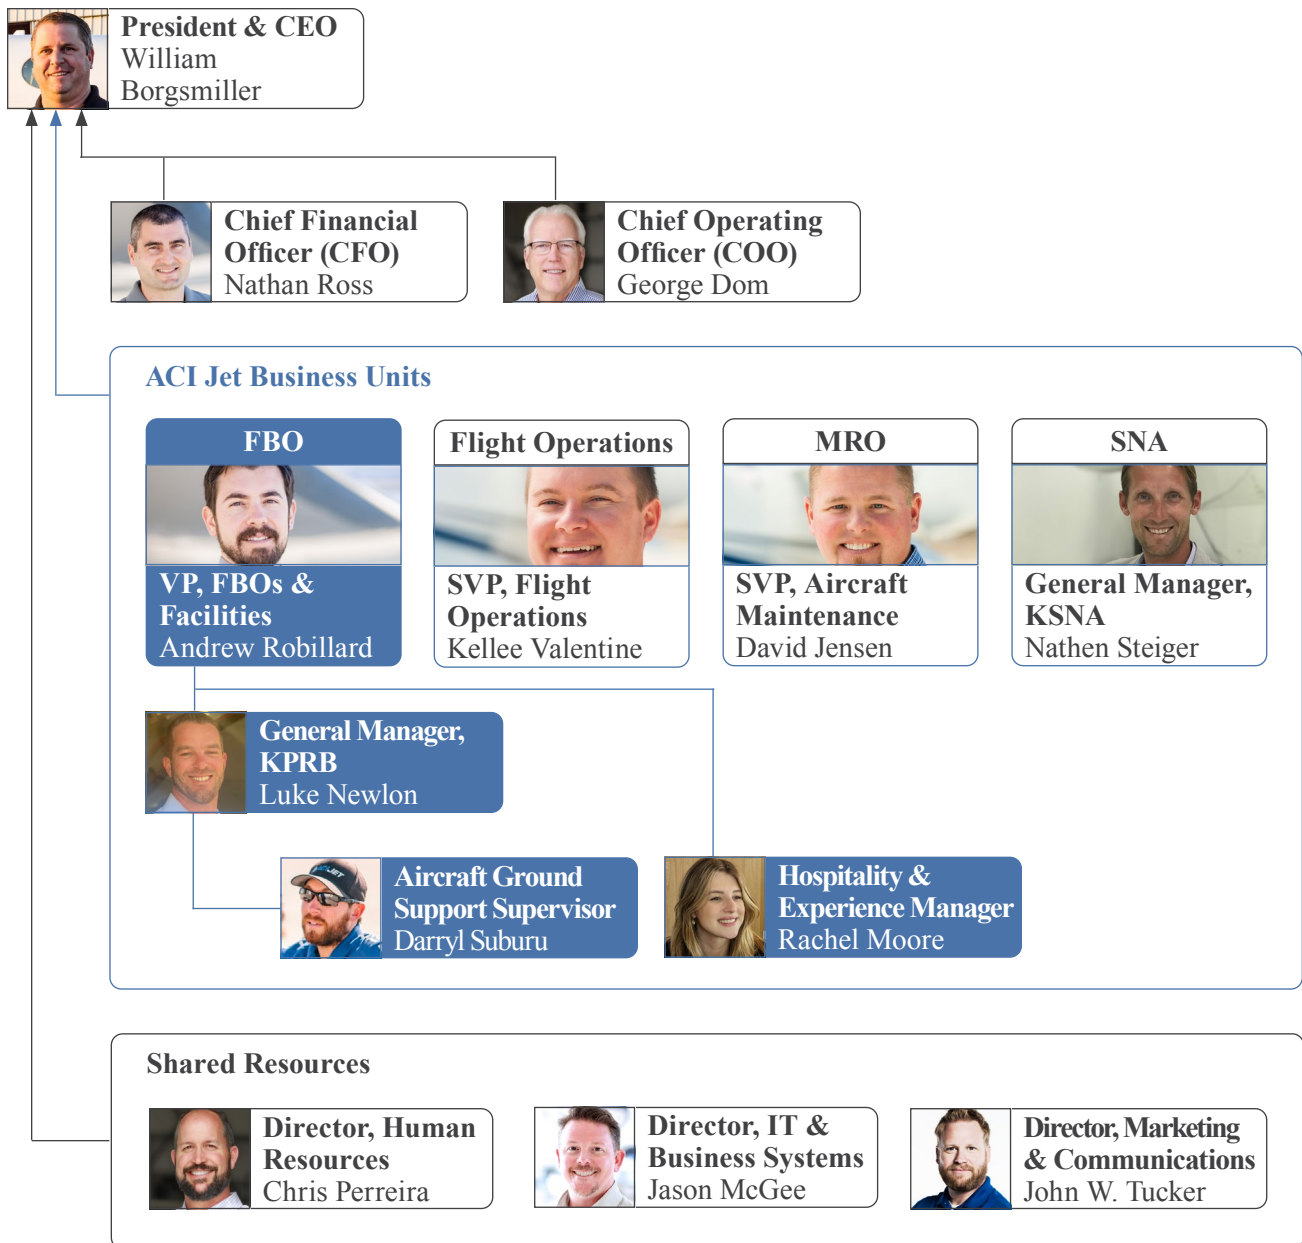 President & CEO
William
Borgsmiller
Chief Financial
Officer (CFO)
Nathan Ross
Chief Operating
Officer (COO)
George Dom
ACI Jet Business Units
FBO
VP, FBOs &
Facilities
Andrew Robillard
Flight Operations
SVP, Flight
Operations
Kellee Valentine
MRO
SVP, Aircraft
Maintenance
David Jensen
SNA
General Manager,
KSNA
Nathen Steiger
General Manager,
KPRB
Luke Newlon
Aircraft Ground
Support Supervisor
Darryl Suburu
Hospitality &
Experience Manager
Rachel Moore
Shared Resources
Director, Human
Resources
Chris Perreira
Director, IT &
Business Systems
Jason McGee
Director, Marketing
& Communications
John W. Tucker